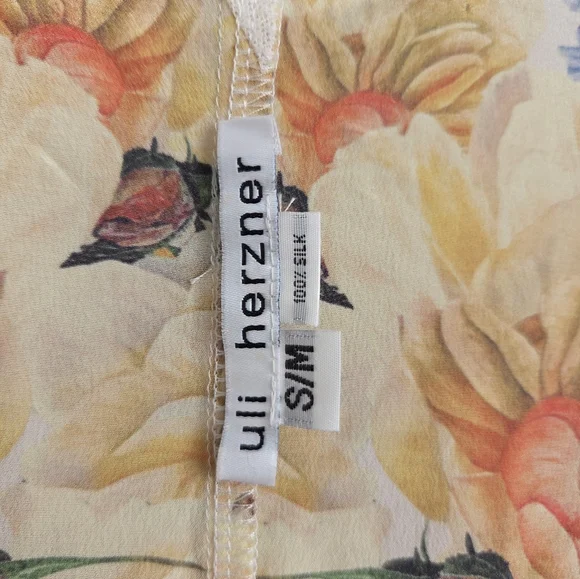 uli herzner
100% SILK
S/M